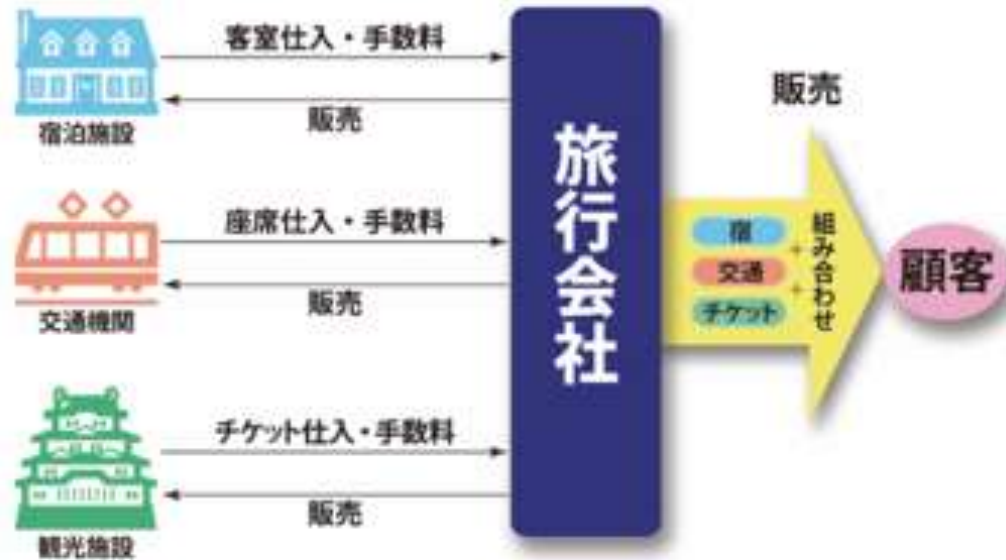 客室仕入・手数料
販売
宿泊施設
座席仕入・手数料
販売
交通機関
チケット仕入・手数料
販売
観光施設
旅行会社
販売
宿
+
交通
+
チケット
組み合わせ
顧客